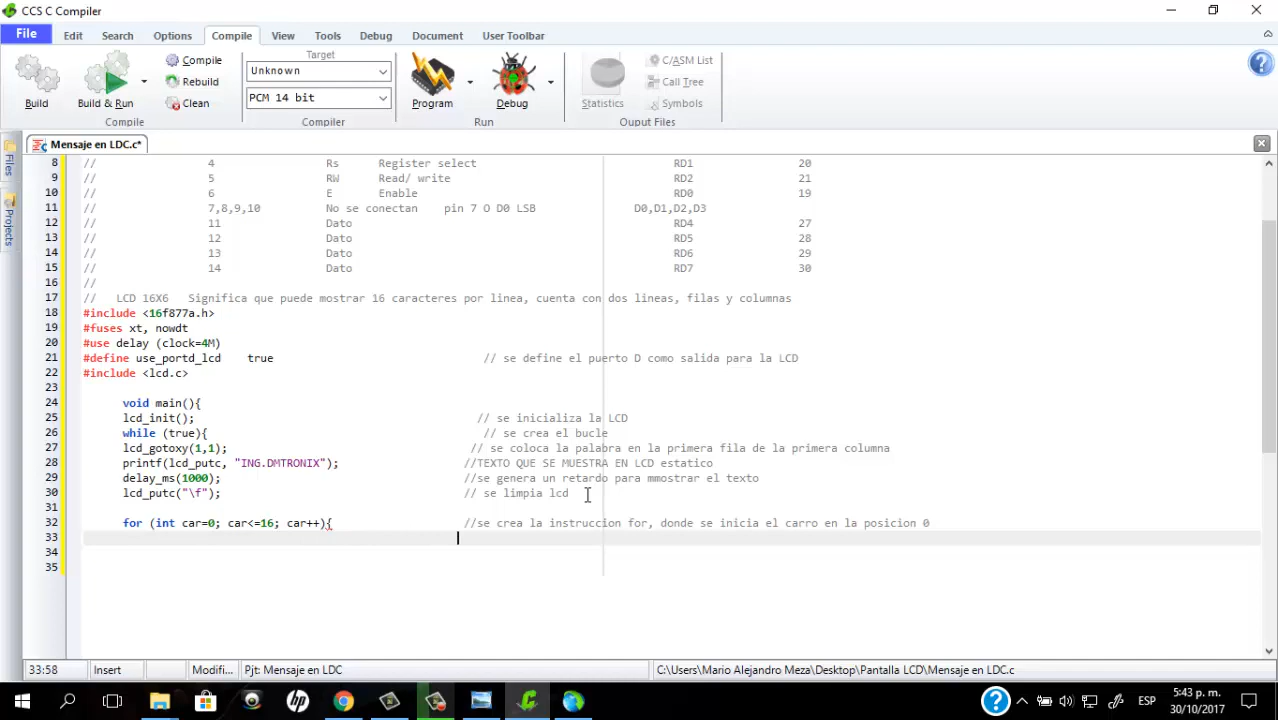 CCS C Compiler
File Edit Search Options Compile View Tools Debug Document User Toolbar
Build
Build & Run
Compile
Rebuild
Clean
Compile
Target
Unknown
PCM 14 bit
Compiler
Program
Debug
Run
Statistics
C/ASM List
Call Tree
Symbols
Ouput Files
Files
Projects
Mensaje en LDC.c*
8 // 4 Rs Register select RD1 20
9 // 5 RW Read/ write RD2 21
10 // 6 E Enable RD0 19
11 // 7,8,9,10 No se conectan pin 7 O D0 LSB D0,D1,D2,D3
12 // 11 Dato RD4 27
13 // 12 Dato RD5 28
14 // 13 Dato RD6 29
15 // 14 Dato RD7 30
16 //
17 // LCD 16X6 Significa que puede mostrar 16 caracteres por linea, cuenta con dos lineas, filas y columnas
18 #include <16f877a.h>
19 #fuses xt, nowdt
20 #use delay (clock=4M)
21 #define use_portd_lcd true // se define el puerto D como salida para la LCD
22 #include <lcd.c>
23
24 void main(){
25 lcd_init(); // se inicializa la LCD
26 while (true){ // se crea el bucle
27 lcd_gotoxy(1,1); // se coloca la palabra en la primera fila de la primera columna
28 printf(lcd_putc, "ING.DMTRONIX"); //TEXTO QUE SE MUESTRA EN LCD estatico
29 delay_ms(1000); //se genera un retardo para mmostrar el texto
30 lcd_putc("\f"); // se limpia lcd
31
32 for (int car=0; car<=16; car++){ //se crea la instruccion for, donde se inicia el carro en la posicion 0
33
34
35
33:58 Insert Modifi... Pjt: Mensaje en LDC C:\Users\Mario Alejandro Meza\Desktop\Pantalla LCD\Mensaje en LDC.c
ESP
5:43 p. m.
30/10/2017